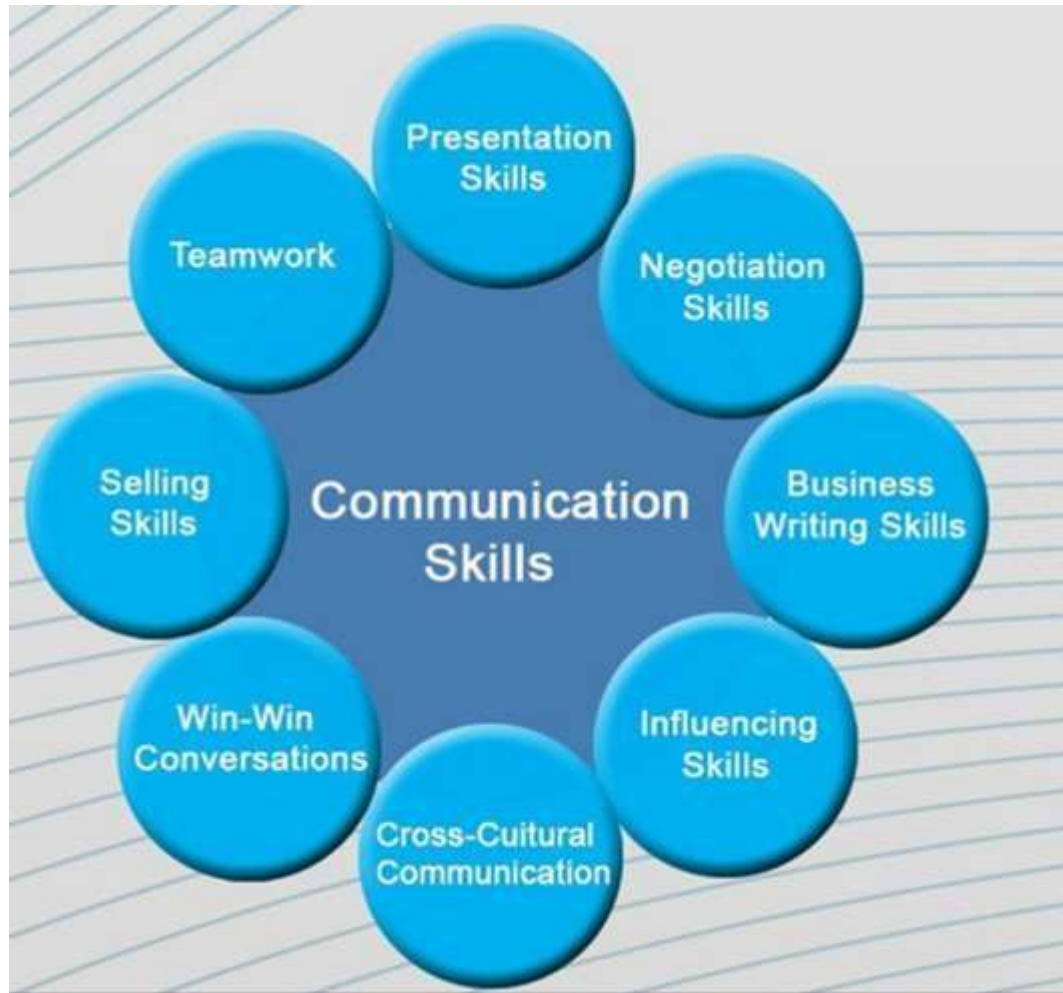 Presentation
Skills
Negotiation
Skills
Business
Writing Skills
Influencing
Skills
Cross-Cuitural
Communication
Win-Win
Conversations
Selling
Skills
Teamwork
Communication
Skills